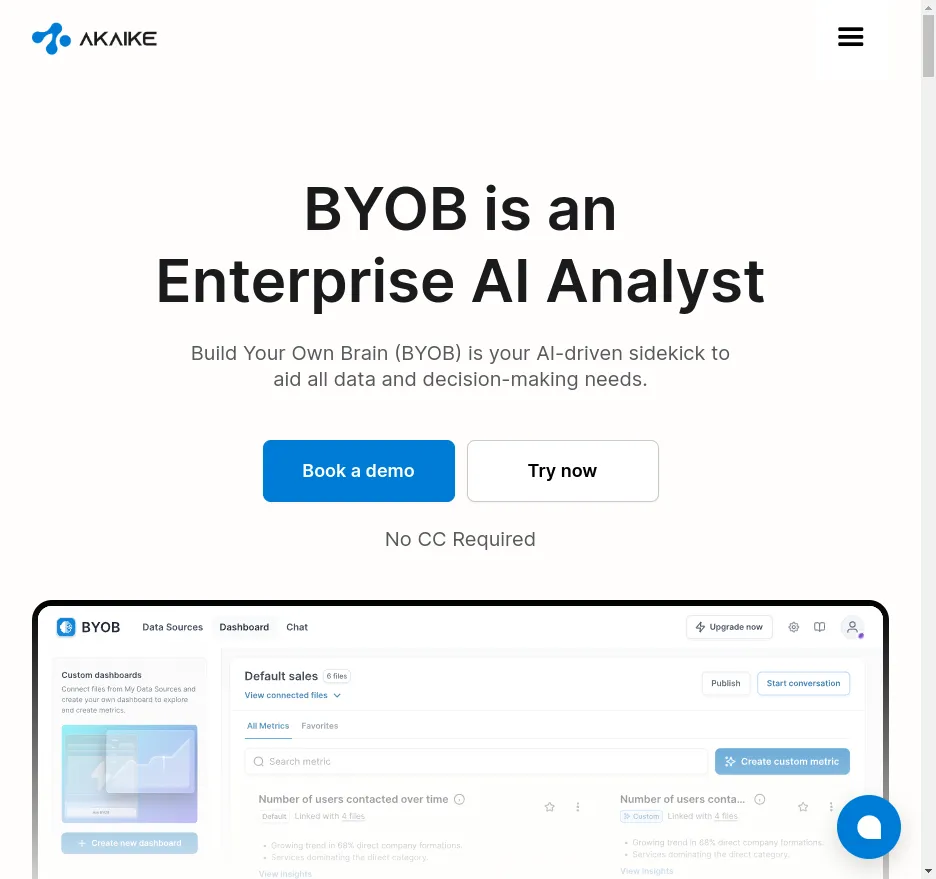 AKAIKE
BYOB is an
Enterprise AI Analyst
Build Your Own Brain (BYOB) is your AI-driven sidekick to
aid all data and decision-making needs.
Book a demo
Try now
No CC Required
BYOB
Data Sources
Dashboard
Chat
Upgrade now
Custom dashboards
Connect files from My Data Sources and
create your own dashboard to explore
and create metrics.
Create new dashboard
Default sales
6 files
View connected files
Publish
Start conversation
All Metrics
Favorites
Search metric
Create custom metric
Number of users contacted over time
Default
Linked with 4 files
• Growing trend in 68% direct company formations.
• Services dominating the direct category.
View insights
Number of users conta...
Custom
Linked with 4 files
• Growing trend in 68% direct company formations.
• Services dominating the direct category.
View insights